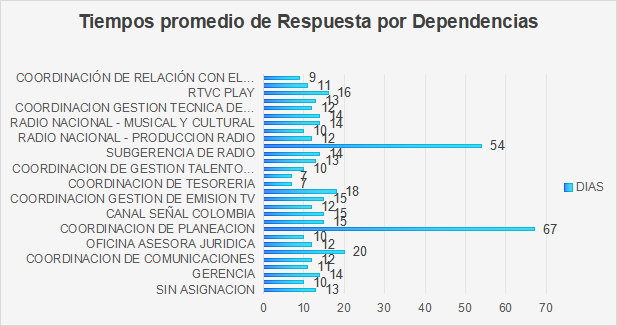 Tiempos promedio de Respuesta por Dependencias
COORDINACIÓN DE RELACIÓN CON EL... 9
11
RTVC PLAY 16
13
COORDINACION GESTION TECNICA DE... 12
14
RADIO NACIONAL - MUSICAL Y CULTURAL 14
10
RADIO NACIONAL - PRODUCCION RADIO 12
54
SUBGERENCIA DE RADIO 14
13
COORDINACION DE GESTION TALENTO... 10
7
COORDINACION DE TESORERIA 7
18
COORDINACION GESTION DE EMISION TV 15
12
CANAL SEÑAL COLOMBIA 15
15
COORDINACION DE PLANEACION 67
10
OFICINA ASESORA JURIDICA 12
20
COORDINACION DE COMUNICACIONES 12
11
GERENCIA 14
10
SIN ASIGNACION 13
0 10 20 30 40 50 60 70
DIAS